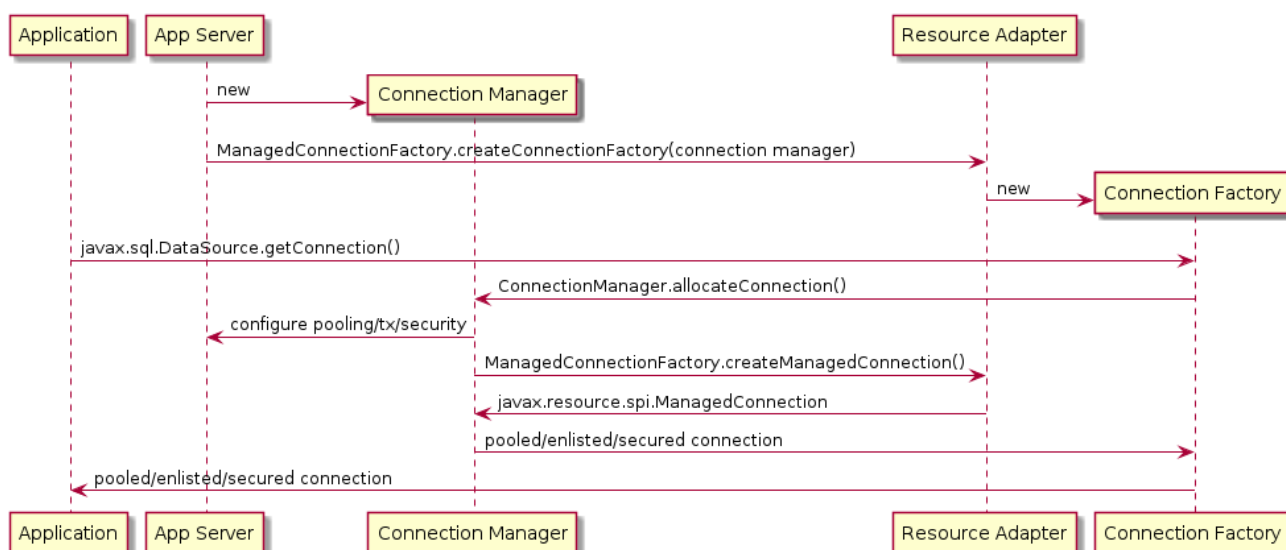 Application
App Server
Resource Adapter
new
Connection Manager
ManagedConnectionFactory.createConnectionFactory(connection manager)
new
Connection Factory
javax.sql.DataSource.getConnection()
ConnectionManager.allocateConnection()
configure pooling/tx/security
ManagedConnectionFactory.createManagedConnection()
javax.resource.spi.ManagedConnection
pooled/enlisted/secured connection
pooled/enlisted/secured connection
Application
App Server
Connection Manager
Resource Adapter
Connection Factory